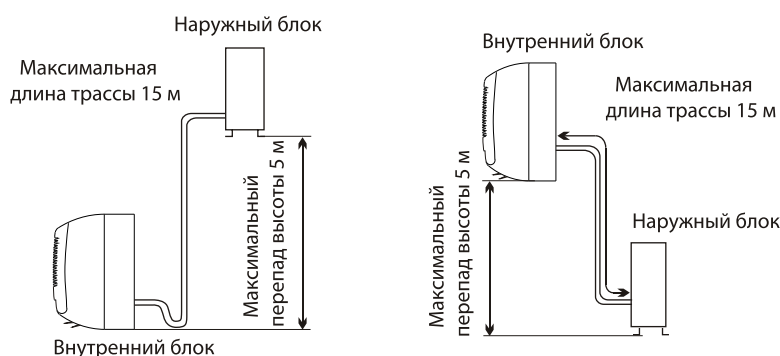 Наружный блок
Максимальная
длина трассы 15 м
Максимальный
перепад высоты 5 м
Внутренний блок
Внутренний блок
Максимальная
длина трассы 15 м
Максимальный
перепад высоты 5 м
Наружный блок